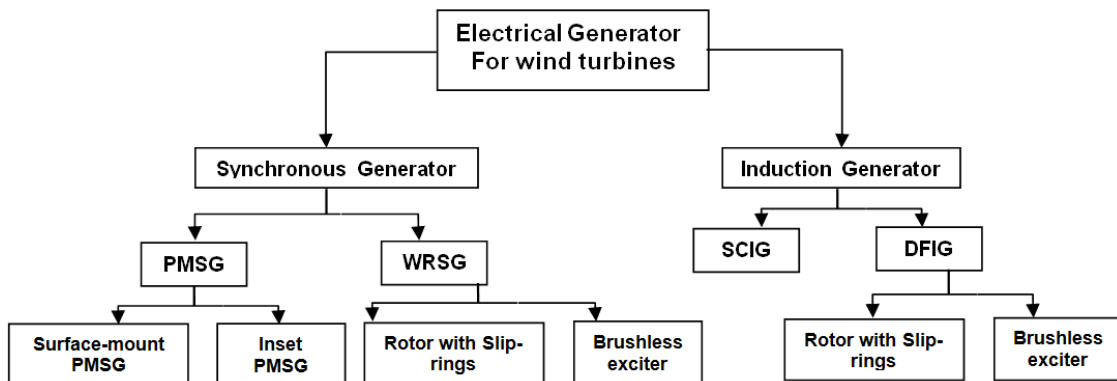 Electrical Generator
For wind turbines
Synchronous Generator
Induction Generator
PMSG
WRSG
SCIG
DFIG
Surface-mount
PMSG
Inset
PMSG
Rotor with Slip-
rings
Brushless
exciter
Rotor with Slip-
rings
Brushless
exciter